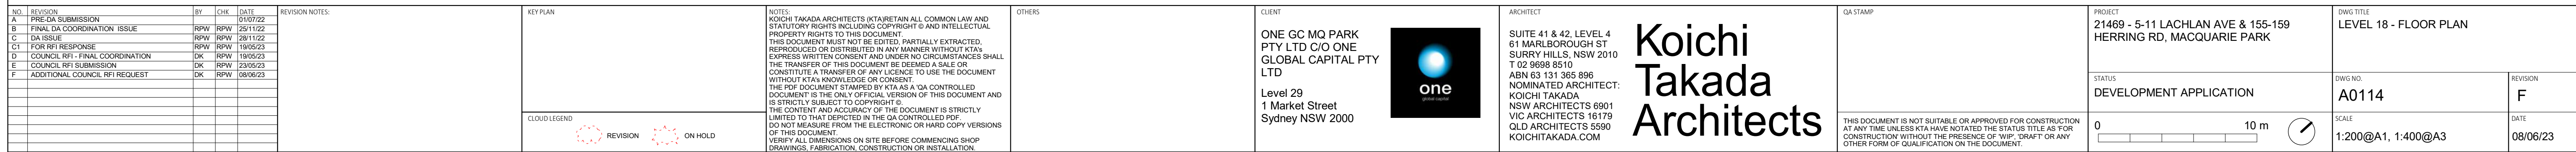 NO. REVISION BY CHK DATE
A PRE-DA SUBMISSION 01/07/22
B FINAL DA COORDINATION ISSUE RPW RPW 25/11/22
C DA ISSUE RPW RPW 28/11/22
C1 FOR RFI RESPONSE RPW RPW 19/05/23
D COUNCIL RFI - FINAL COORDINATION DK RPW 19/05/23
E COUNCIL RFI SUBMISSION DK RPW 23/05/23
F ADDITIONAL COUNCIL RFI REQUEST DK RPW 08/06/23
REVISION NOTES:
KEY PLAN
CLOUD LEGEND
REVISION ON HOLD
NOTES:
KOICHI TAKADA ARCHITECTS (KTA)RETAIN ALL COMMON LAW AND
STATUTORY RIGHTS INCLUDING COPYRIGHT © AND INTELLECTUAL
PROPERTY RIGHTS TO THIS DOCUMENT.
THIS DOCUMENT MUST NOT BE EDITED, PARTIALLY EXTRACTED,
REPRODUCED OR DISTRIBUTED IN ANY MANNER WITHOUT KTA's
EXPRESS WRITTEN CONSENT AND UNDER NO CIRCUMSTANCES SHALL
THE TRANSFER OF THIS DOCUMENT BE DEEMED A SALE OR
CONSTITUTE A TRANSFER OF ANY LICENCE TO USE THE DOCUMENT
WITHOUT KTA's KNOWLEDGE OR CONSENT.
THE PDF DOCUMENT STAMPED BY KTA AS A 'QA CONTROLLED
DOCUMENT' IS THE ONLY OFFICIAL VERSION OF THIS DOCUMENT AND
IS STRICTLY SUBJECT TO COPYRIGHT ©.
THE CONTENT AND ACCURACY OF THE DOCUMENT IS STRICTLY
LIMITED TO THAT DEPICTED IN THE QA CONTROLLED PDF.
DO NOT MEASURE FROM THE ELECTRONIC OR HARD COPY VERSIONS
OF THIS DOCUMENT.
VERIFY ALL DIMENSIONS ON SITE BEFORE COMMENCING SHOP
DRAWINGS, FABRICATION, CONSTRUCTION OR INSTALLATION.
OTHERS
CLIENT
ONE GC MQ PARK
PTY LTD C/O ONE
GLOBAL CAPITAL PTY
LTD
Level 29
1 Market Street
Sydney NSW 2000
one
global capital
ARCHITECT
SUITE 41 & 42, LEVEL 4
61 MARLBOROUGH ST
SURRY HILLS, NSW 2010
T 02 9698 8510
ABN 63 131 365 896
NOMINATED ARCHITECT:
KOICHI TAKADA
NSW ARCHITECTS 6901
VIC ARCHITECTS 16179
QLD ARCHITECTS 5590
KOICHITAKADA.COM
Koichi
Takada
Architects
QA STAMP
THIS DOCUMENT IS NOT SUITABLE OR APPROVED FOR CONSTRUCTION
AT ANY TIME UNLESS KTA HAVE NOTATED THE STATUS TITLE AS 'FOR
CONSTRUCTION' WITHOUT THE PRESENCE OF 'WIP', 'DRAFT' OR ANY
OTHER FORM OF QUALIFICATION ON THE DOCUMENT.
PROJECT
21469 - 5-11 LACHLAN AVE & 155-159
HERRING RD, MACQUARIE PARK
STATUS
DEVELOPMENT APPLICATION
0 10 m
DWG TITLE
LEVEL 18 - FLOOR PLAN
DWG NO. REVISION
A0114 F
SCALE DATE
1:200@A1, 1:400@A3 08/06/23